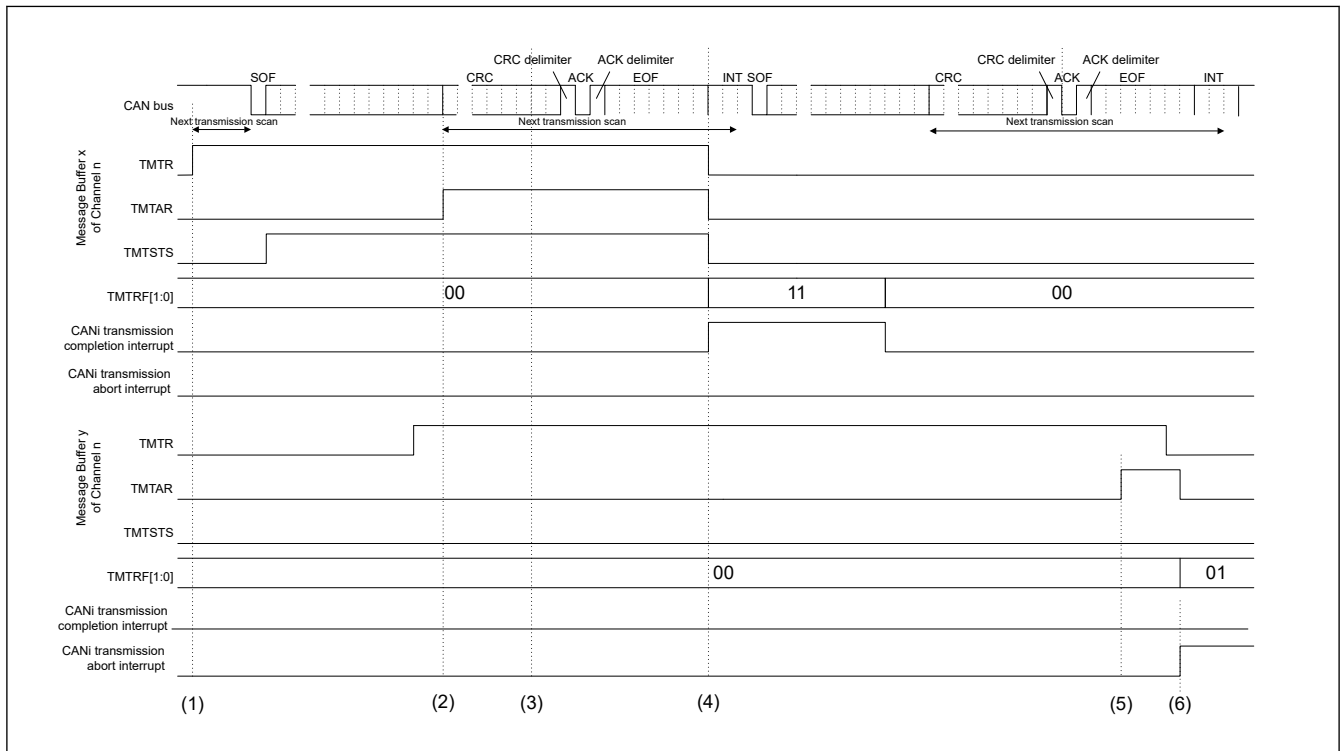 CRC delimiter ACK delimiter CRC delimiter ACK delimiter
SOF CRC ACK EOF INT SOF CRC ACK EOF INT
CAN bus
Next transmission scan Next transmission scan Next transmission scan
Message Buffer x
of Channel n
TMTR
TMTAR
TMTSTS
TMTRF[1:0] 00 11 00
CANi transmission
completion interrupt
CANi transmission
abort interrupt
Message Buffer y
of Channel n
TMTR
TMTAR
TMTSTS
TMTRF[1:0] 00 01
CANi transmission
completion interrupt
CANi transmission
abort interrupt
(1) (2) (3) (4) (5) (6)